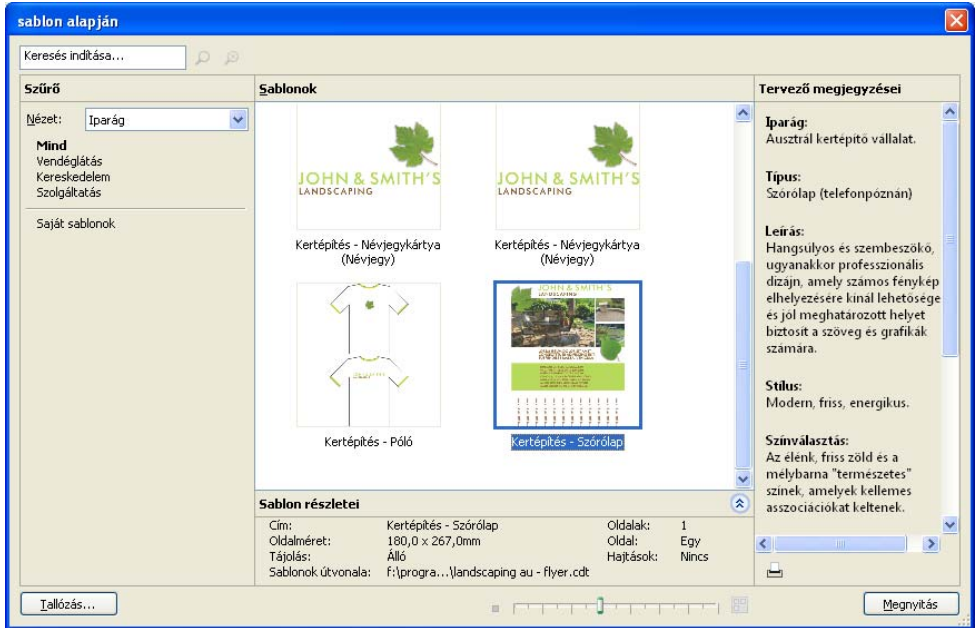 sablon alapján
Keresés indítása...
Szűrő
Nézet: Iparág
Mind
Vendéglátás
Kereskedelem
Szolgáltatás
Saját sablonok
Sablonok
JOHN & SMITH'S
LANDSCAPING
JOHN & SMITH'S
LANDSCAPING
Kertépítés - Névjegykártya
(Névjegy)
Kertépítés - Névjegykártya
(Névjegy)
JOHN & SMITH'S
LANDSCAPING
Kertépítés - Póló
Kertépítés - Szórólap
Sablon részletei
Cím: Kertépítés - Szórólap Oldalak: 1
Oldalméret: 180,0 x 267,0mm Oldal: Egy
Tájolás: Álló Hajtások: Nincs
Sablonok útvonala: f:\progra...\landscaping au - flyer.cdt
Tervező megjegyzései
Iparág:
Ausztrál kertépítő vállalat.
Típus:
Szórólap (telefonpóznán)
Leírás:
Hangsúlyos és szembeszökő,
ugyanakkor professzionális
dizájn, amely számos fénykép
elhelyezésére kínál lehetősége
és jól meghatározott helyet
biztosít a szöveg és grafikák
számára.
Stílus:
Modern, friss, energikus.
Színválasztás:
Az élénk, friss zöld és a
mélybarna "természetes"
színek, amelyek kellemes
asszociációkat keltenek.
Tallózás...
Megnyitás